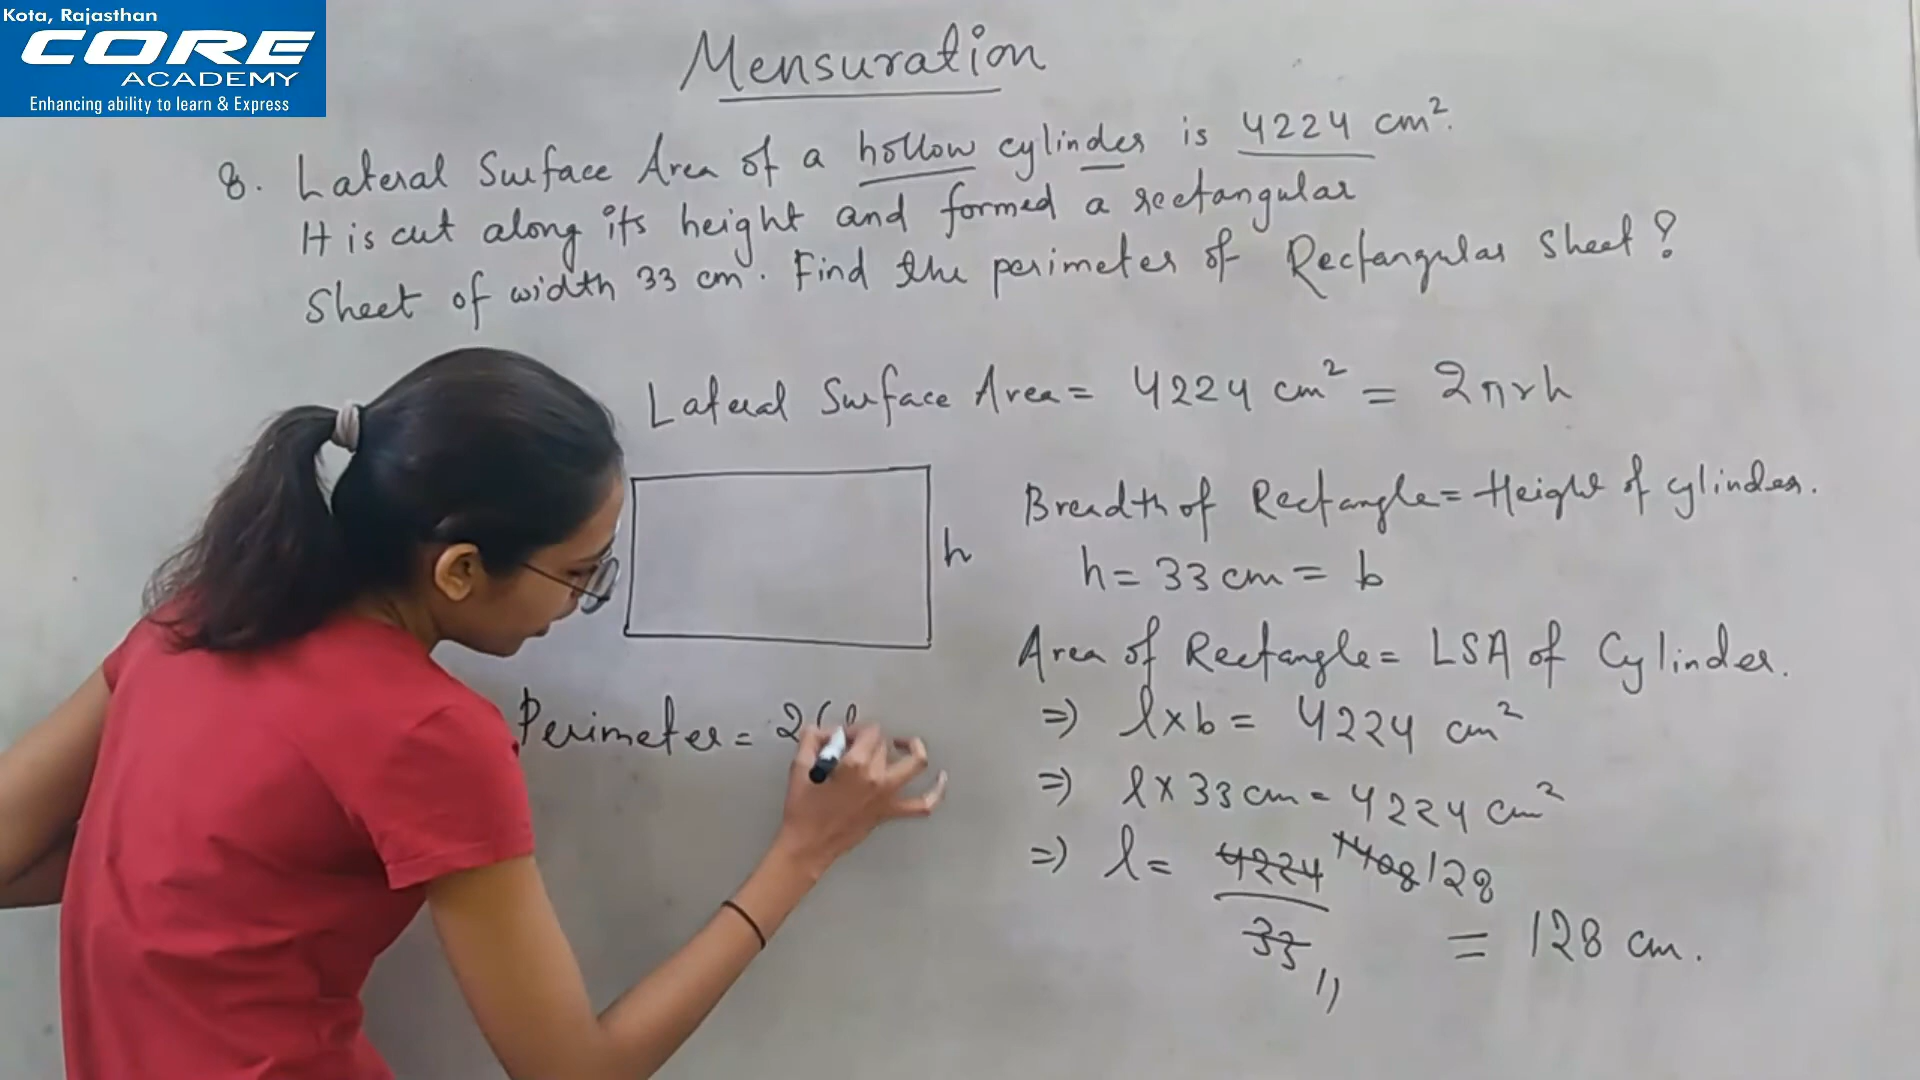 Kota, Rajasthan
CORE
ACADEMY
Enhancing ability to learn & Express
Mensuration
8. Lateral Surface Area of a hollow cylinder is 4224 cm².
It is cut along its height and formed a rectangular
Sheet of width 33 cm. Find the perimeter of Rectangular Sheet?
Lateral Surface Area = 4224 cm² = 2πrh
h
Breadth of Rectangle = Height of cylinder.
h = 33 cm = b
Area of Rectangle = LSA of Cylinder.
⇒ l × b = 4224 cm²
⇒ l × 33 cm = 4224 cm²
⇒ l = 4224 1408 128
33 11
= 128 cm.
Perimeter = 2(l